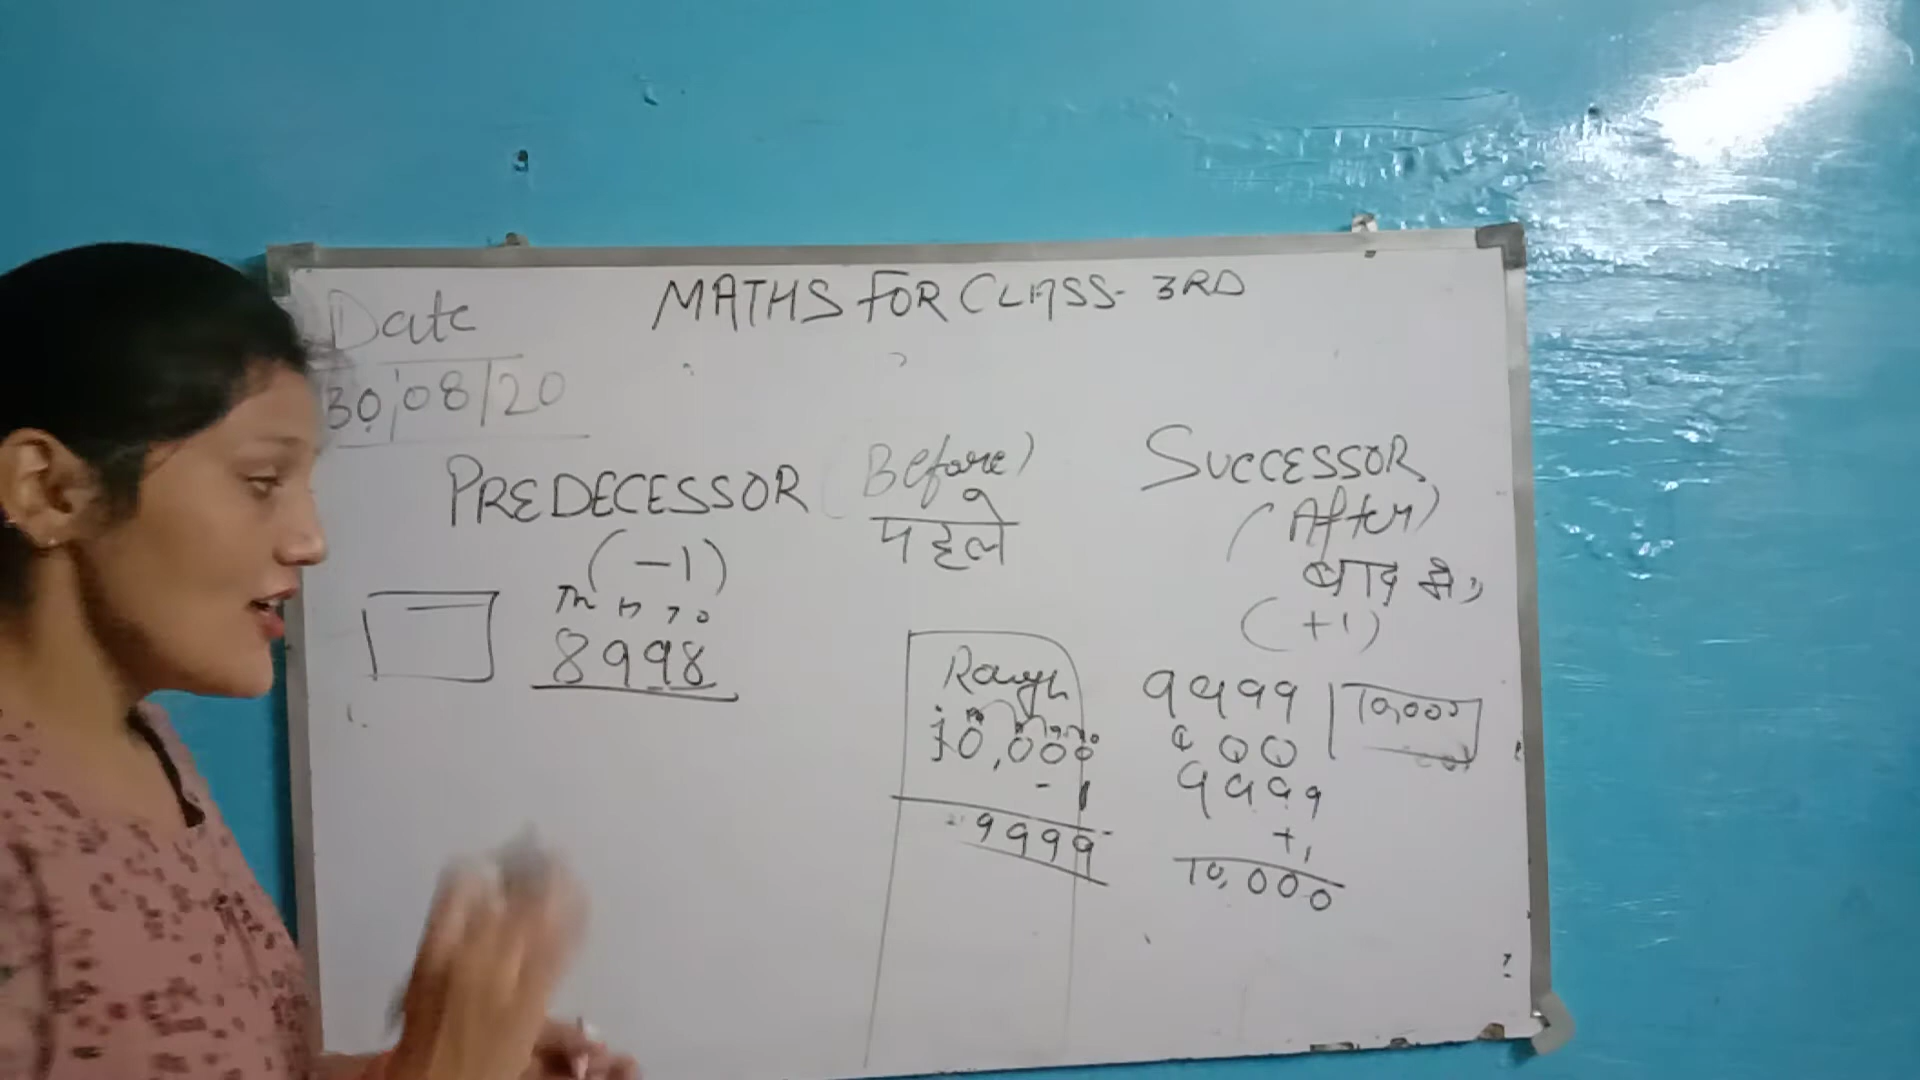 MATHS FOR CLASS- 3RD
Date
30/08/20
PREDECESSOR (Before)
पहले
(-1)
Th H T O
8998
SUCCESSOR
(After)
बाद में
(+1)
Rough
10,000
- 1
9999
9999
10,000
9999
+1
10,000